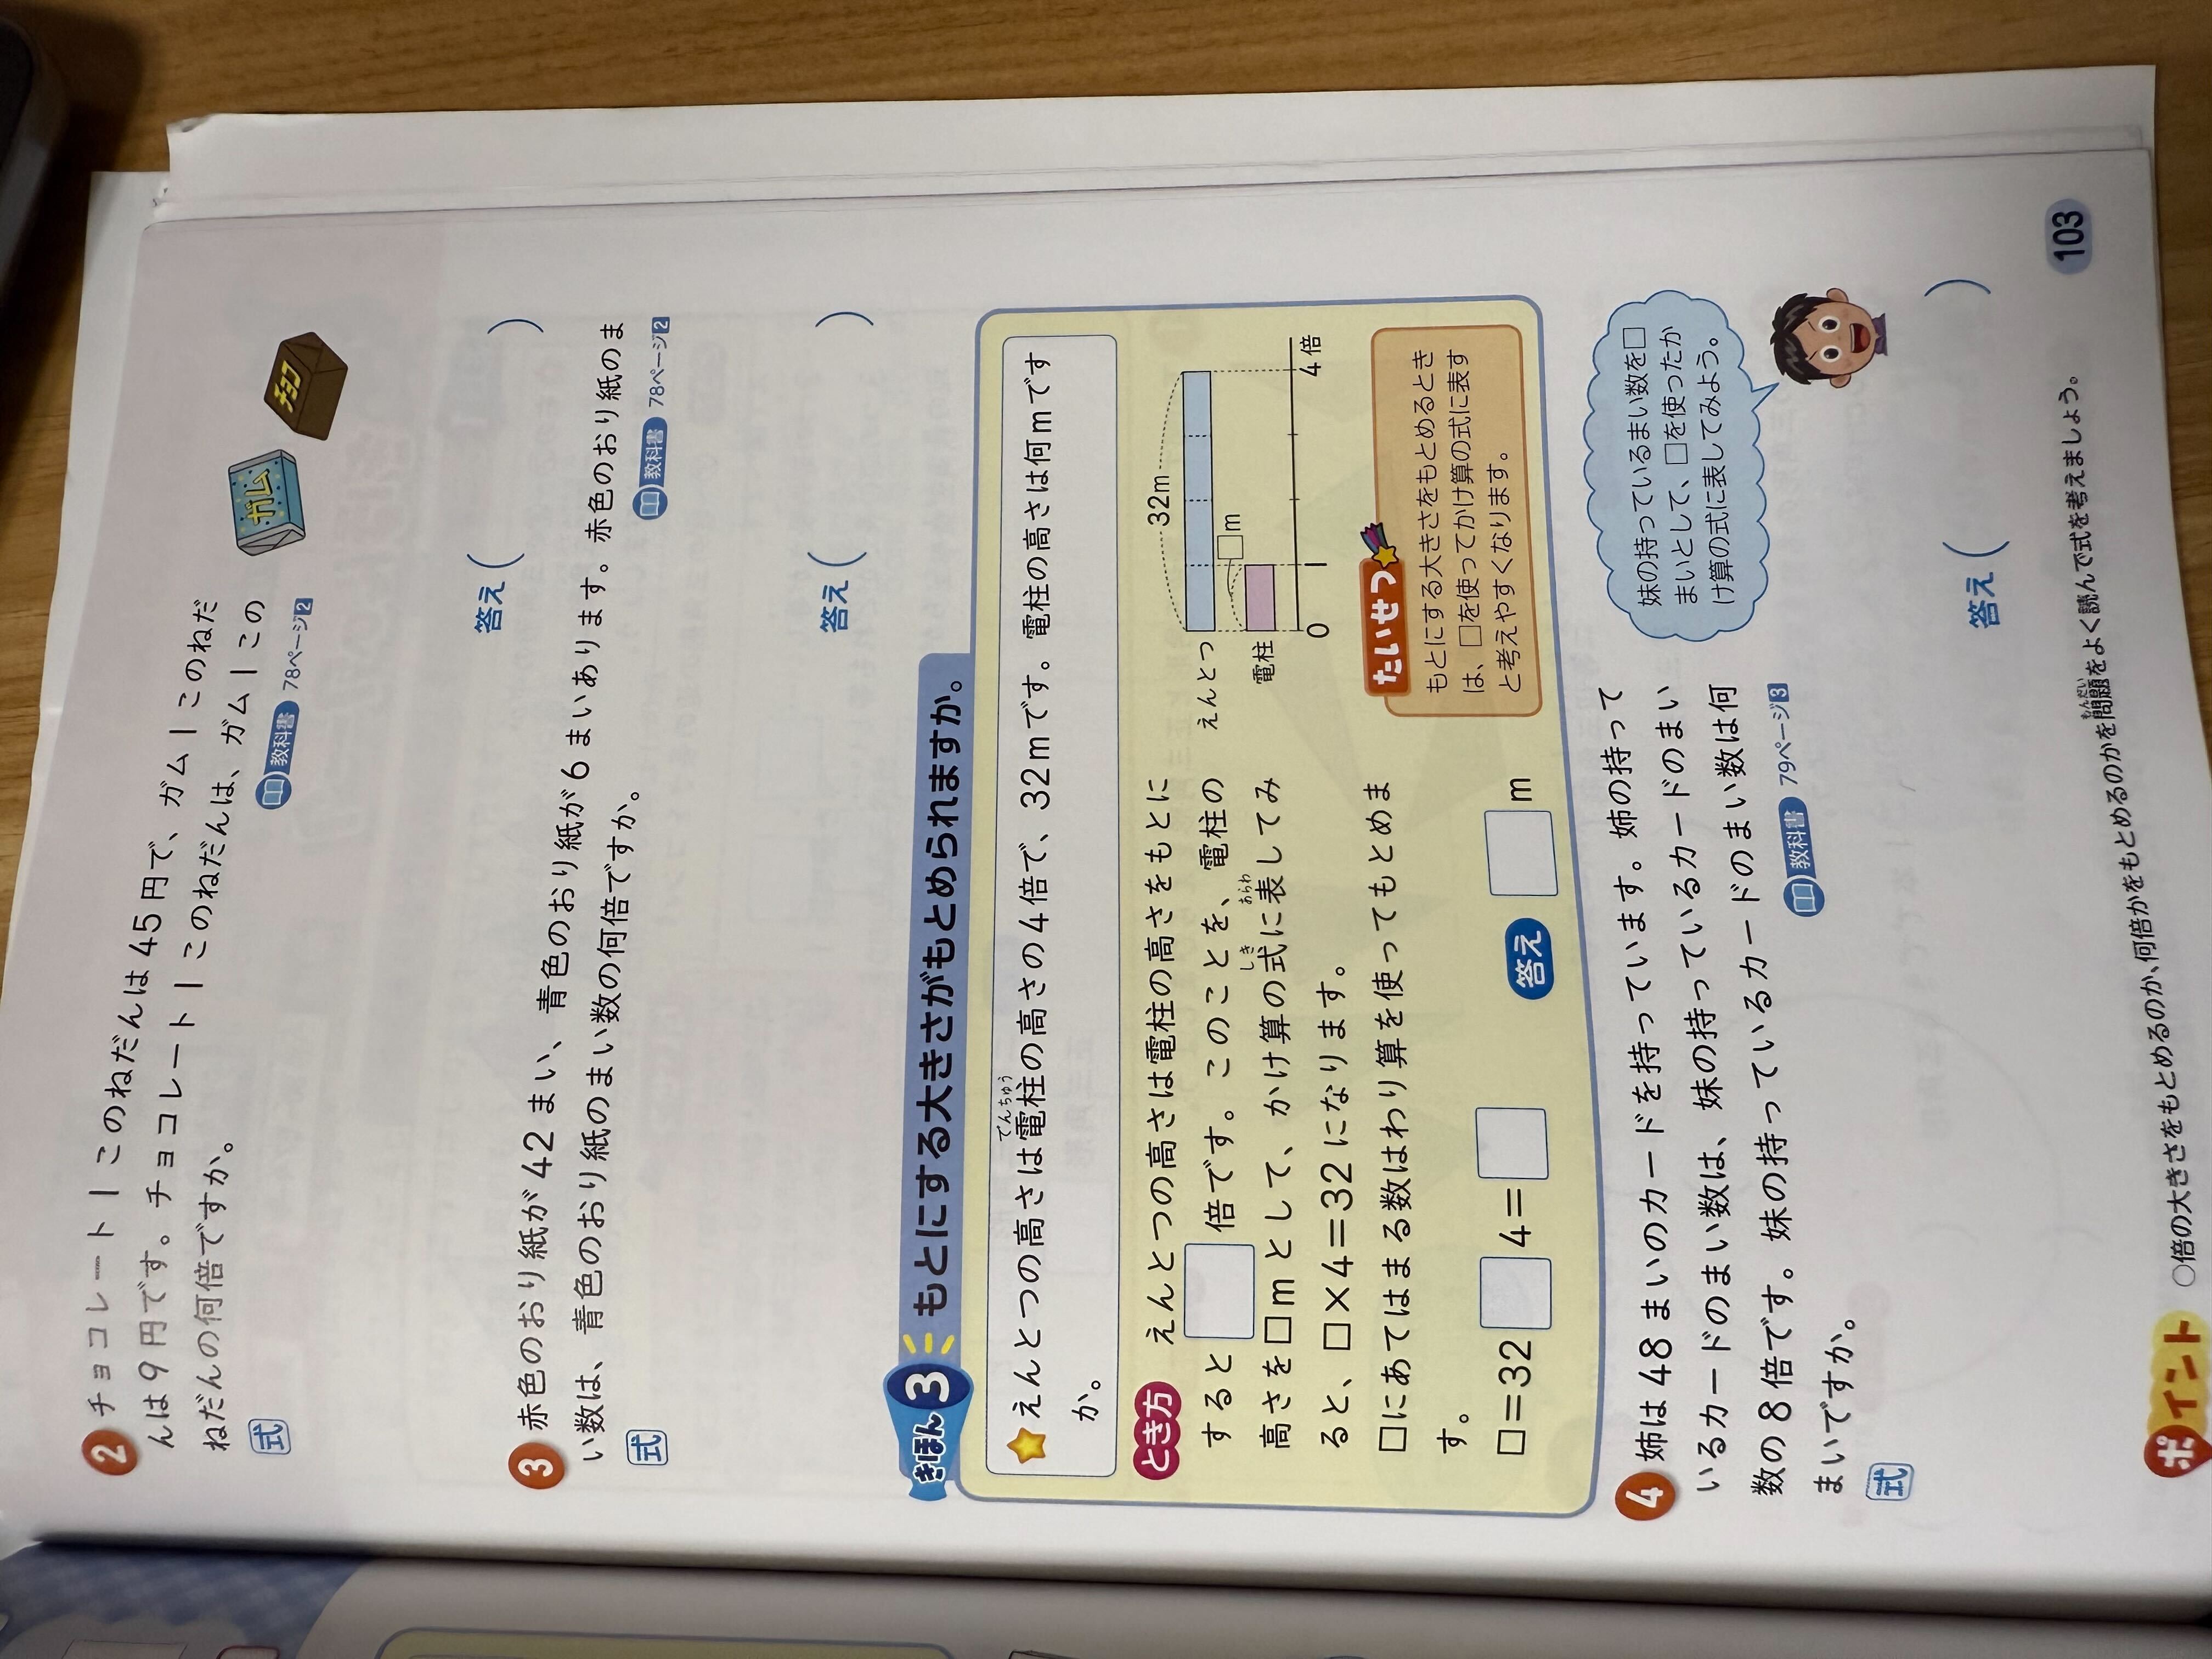 2 チョコレート1このねだんは45円で、ガム1このねだ
んは9円です。チョコレート1このねだんは、ガム1この
ねだんの何倍ですか。
教科書 78ページ2
ガム
チョコ
式
答え( )
3 赤色のおり紙が42まい、青色のおり紙が6まいあります。赤色のおり紙のま
い数は、青色のおり紙のまい数の何倍ですか。
教科書 78ページ2
式
答え( )
きほん3 もとにする大きさがもとめられますか。
でんちゅう
えんとつの高さは電柱の高さの4倍で、32mです。電柱の高さは何mです
か。
とき方 えんとつの高さは電柱の高さをもとに
すると□倍です。このことを、電柱の
しき あらわ
高さを□mとして、かけ算の式に表してみ
ると、□×4=32になります。
□にあてはまる数はわり算を使ってもとめま
す。
□=32□4=□
答え □m
32m
えんとつ
□m
電柱
0 1 4倍
たいせつ
もとにする大きさをもとめるとき
は、□を使ってかけ算の式に表す
と考えやすくなります。
4 姉は48まいのカードを持っています。姉の持って
いるカードのまい数は、妹の持っているカードのまい
数の8倍です。妹の持っているカードのまい数は何
まいですか。
教科書 79ページ3
妹の持っているまい数を□
まいとして、□を使ったか
け算の式に表してみよう。
式
答え( )
ポイント
もんだい
○倍の大きさをもとめるのか、何倍かをもとめるのかを問題をよく読んで式を考えましょう。
103